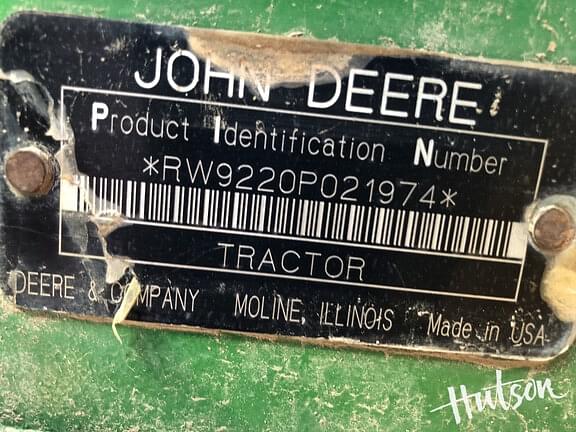 JOHN DEERE
Product Identification Number
*RW9220P021974*
TRACTOR
DEERE & COMPANY MOLINE, ILLINOIS Made in USA
Hutson